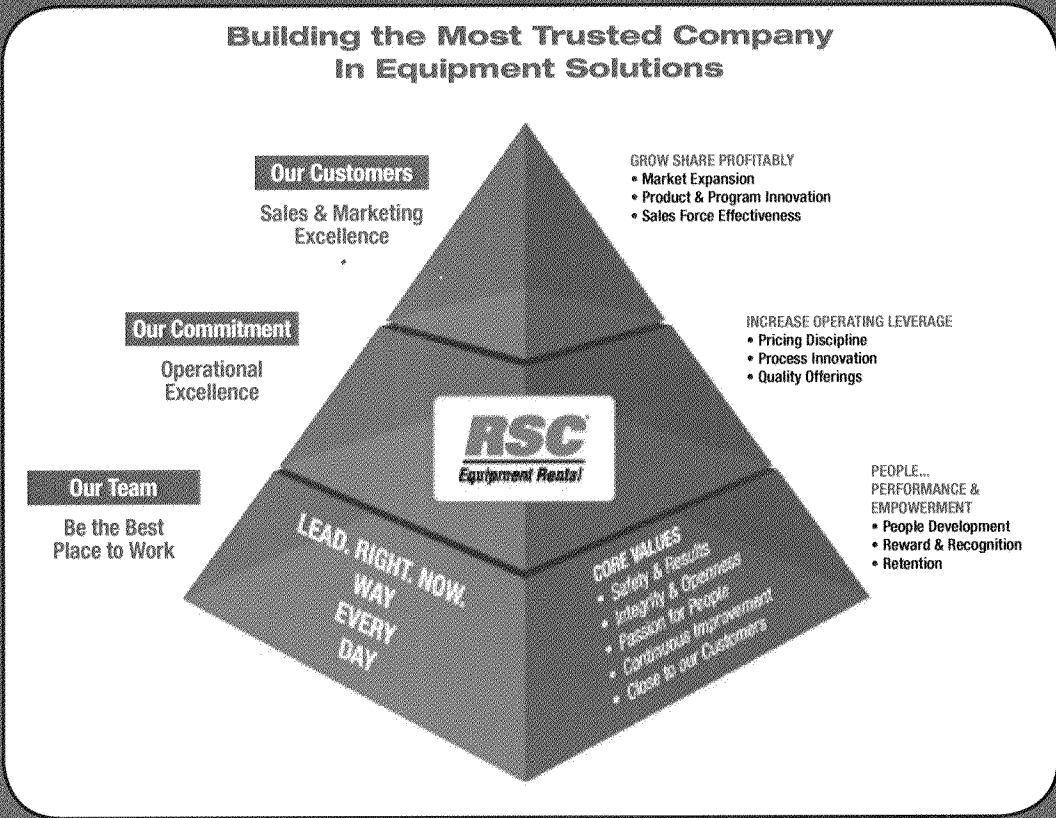 Building the Most Trusted Company
In Equipment Solutions
Our Customers
Sales & Marketing
Excellence
GROW SHARE PROFITABLY
• Market Expansion
• Product & Program Innovation
• Sales Force Effectiveness
Our Commitment
Operational
Excellence
INCREASE OPERATING LEVERAGE
• Pricing Discipline
• Process Innovation
• Quality Offerings
RSC
Equipment Rental
Our Team
Be the Best
Place to Work
PEOPLE...
PERFORMANCE &
EMPOWERMENT
• People Development
• Reward & Recognition
• Retention
LEAD. RIGHT. NOW.
WAY
EVERY
DAY
CORE VALUES
• Safety & Results
• Integrity & Openness
• Passion for People
• Continuous Improvement
• Close to our Customers